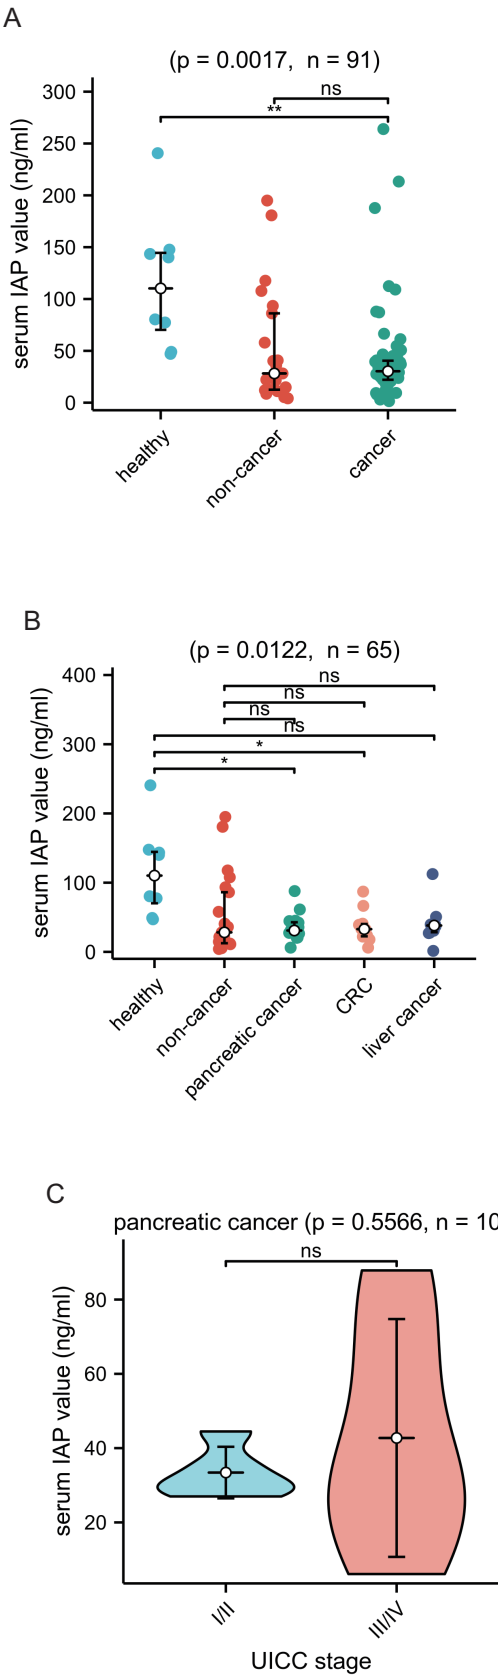 A
(p = 0.0017, n = 91)
ns
**
serum IAP value (ng/ml)
300
250
200
150
100
50
0
healthy
non-cancer
cancer
B
(p = 0.0122, n = 65)
ns
ns
ns
ns
*
*
serum IAP value (ng/ml)
400
300
200
100
0
healthy
non-cancer
pancreatic cancer
CRC
liver cancer
C
pancreatic cancer (p = 0.5566, n = 10
ns
serum IAP value (ng/ml)
80
60
40
20
I/II
III/IV
UICC stage